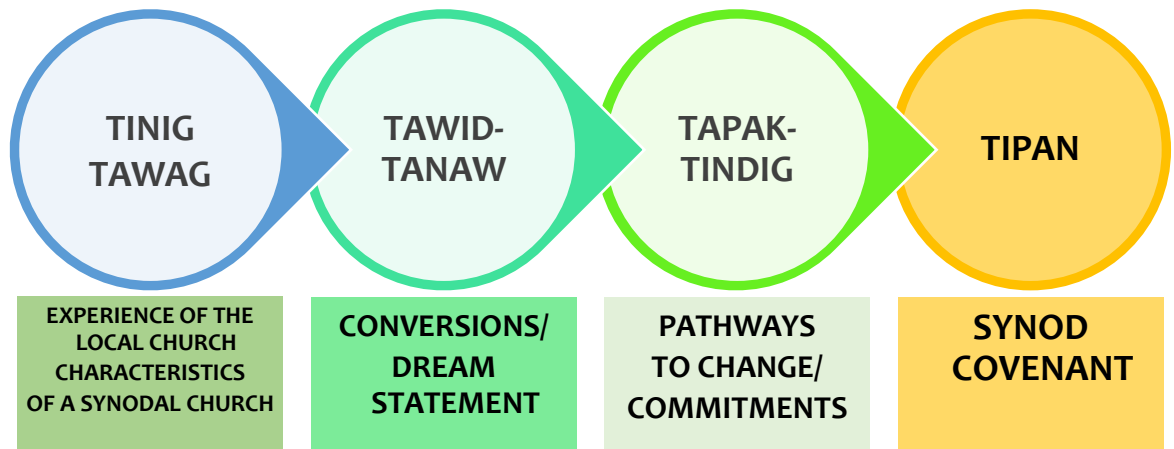 TINIG
TAWAG
TAWID-
TANAW
TAPAK-
TINDIG
TIPAN
EXPERIENCE OF THE
LOCAL CHURCH
CHARACTERISTICS
OF A SYNODAL CHURCH
CONVERSIONS/
DREAM
STATEMENT
PATHWAYS
TO CHANGE/
COMMITMENTS
SYNOD
COVENANT